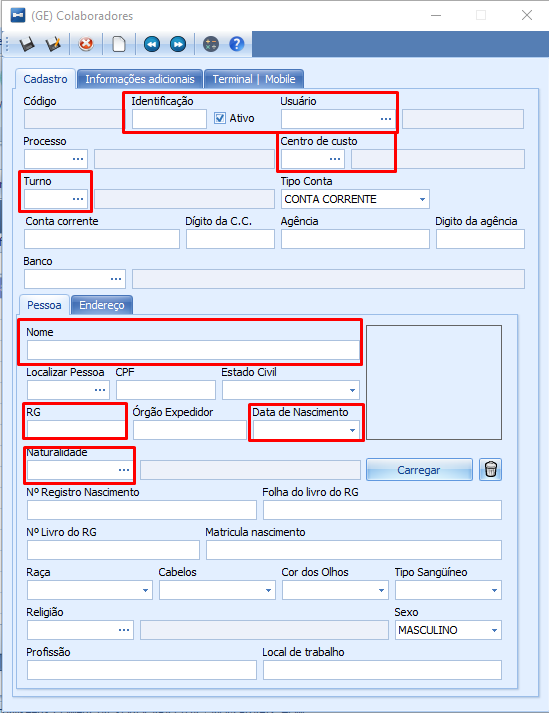 (GE) Colaboradores
Cadastro Informações adicionais Terminal | Mobile
Código Identificação Usuário
Ativo
Processo Centro de custo
Turno Tipo Conta
CONTA CORRENTE
Conta corrente Dígito da C.C. Agência Digito da agência
Banco
Pessoa Endereço
Nome
Localizar Pessoa CPF Estado Civil
RG Órgão Expedidor Data de Nascimento
Naturalidade
Carregar
Nº Registro Nascimento Folha do livro do RG
Nº Livro do RG Matricula nascimento
Raça Cabelos Cor dos Olhos Tipo Sangüíneo
Religião Sexo
MASCULINO
Profissão Local de trabalho